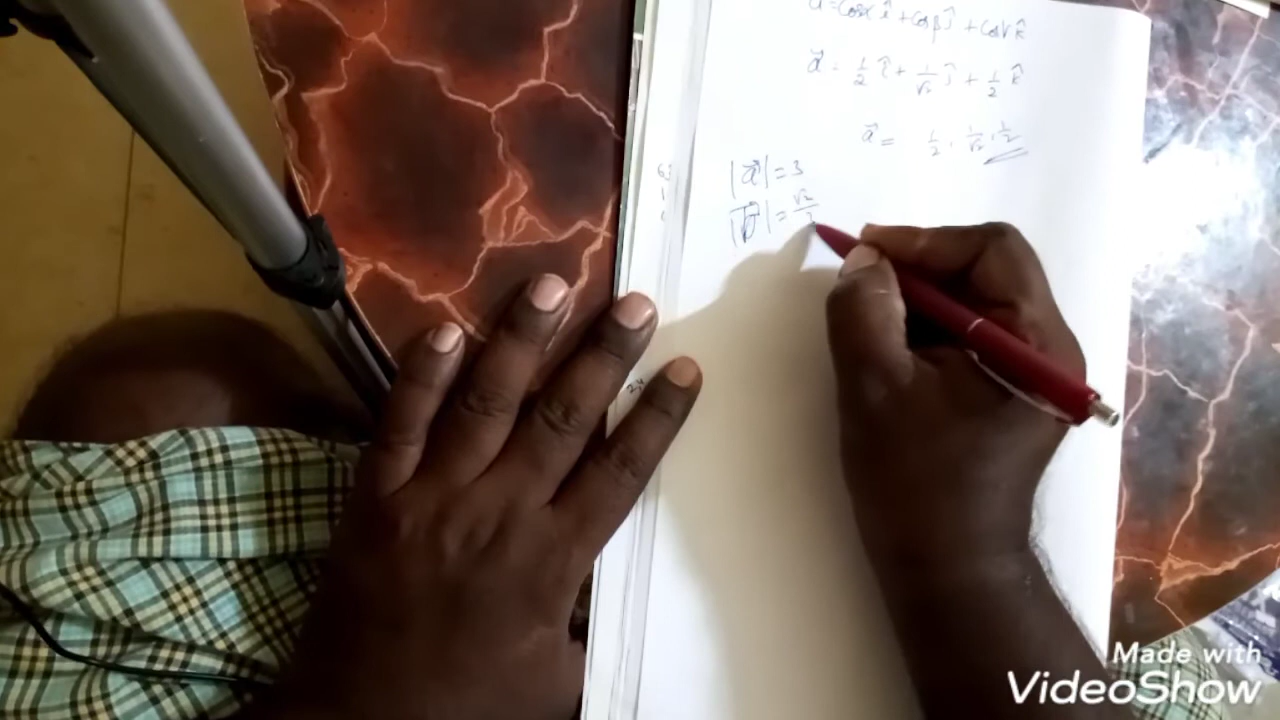 a = cosα î + cosβ ĵ + cosγ k̂
a⃗ = 1/2 î + 1/√2 ĵ + 1/2 k̂
a⃗ = 1/2, 1/√2, 1/2
|a⃗| = 3
|b⃗| = √2/3
Made with
VideoShow